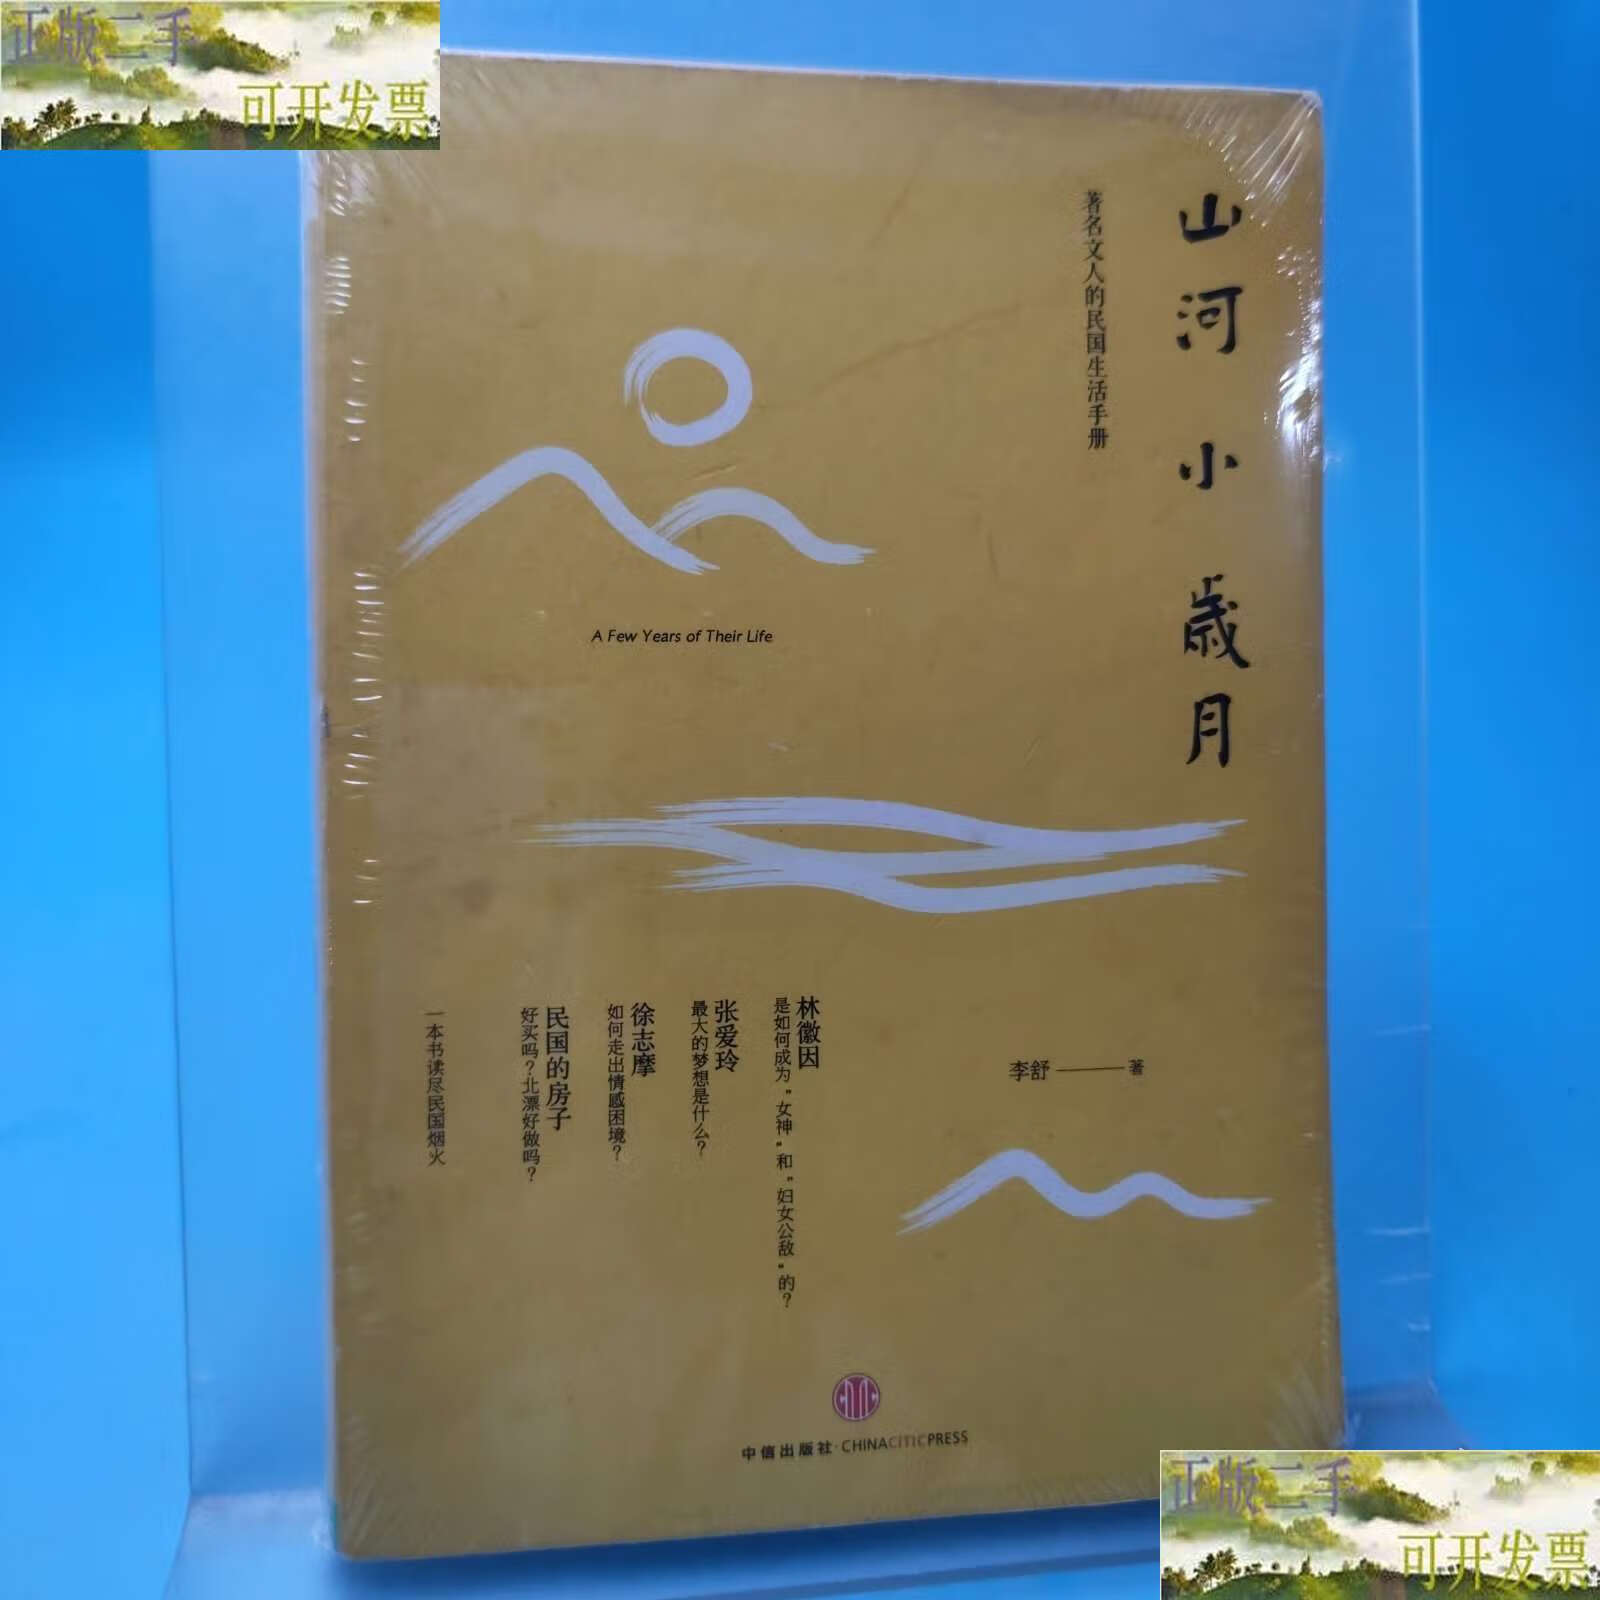 正版二手
可开发票
山河小歲月
著名文人的民国生活手册
A Few Years of Their Life
李舒 著
林徽因
是如何成为“女神”和“妇女公敌”的？
张爱玲
最大的梦想是什么？
徐志摩
如何走出情感困境？
民国的房子
好买吗？北漂好做吗？
一本书读尽民国烟火
中信出版社·CHINACITICPRESS
正版二手
可开发票